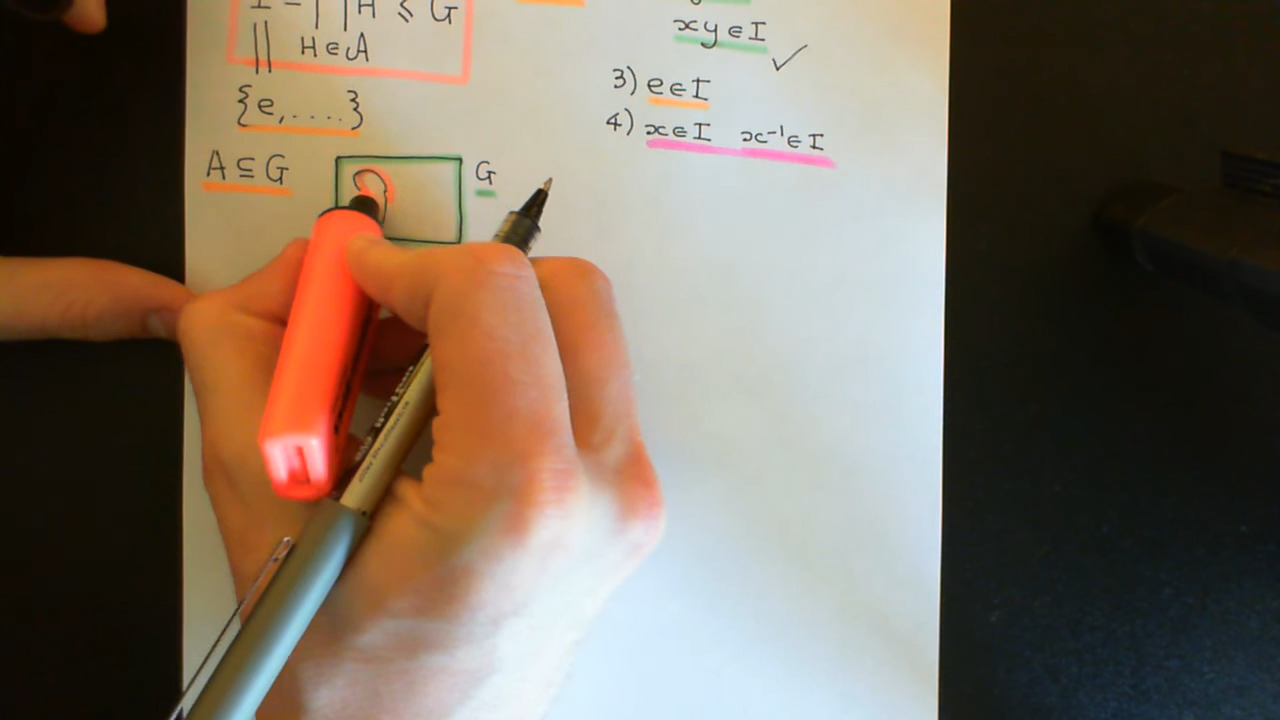 I = ⋂ H ⩽ G
|| H ∈ A
{e, ....}
A ⊆ G
G
xy ∈ I ✓
3) e ∈ I
4) x ∈ I x⁻¹ ∈ I